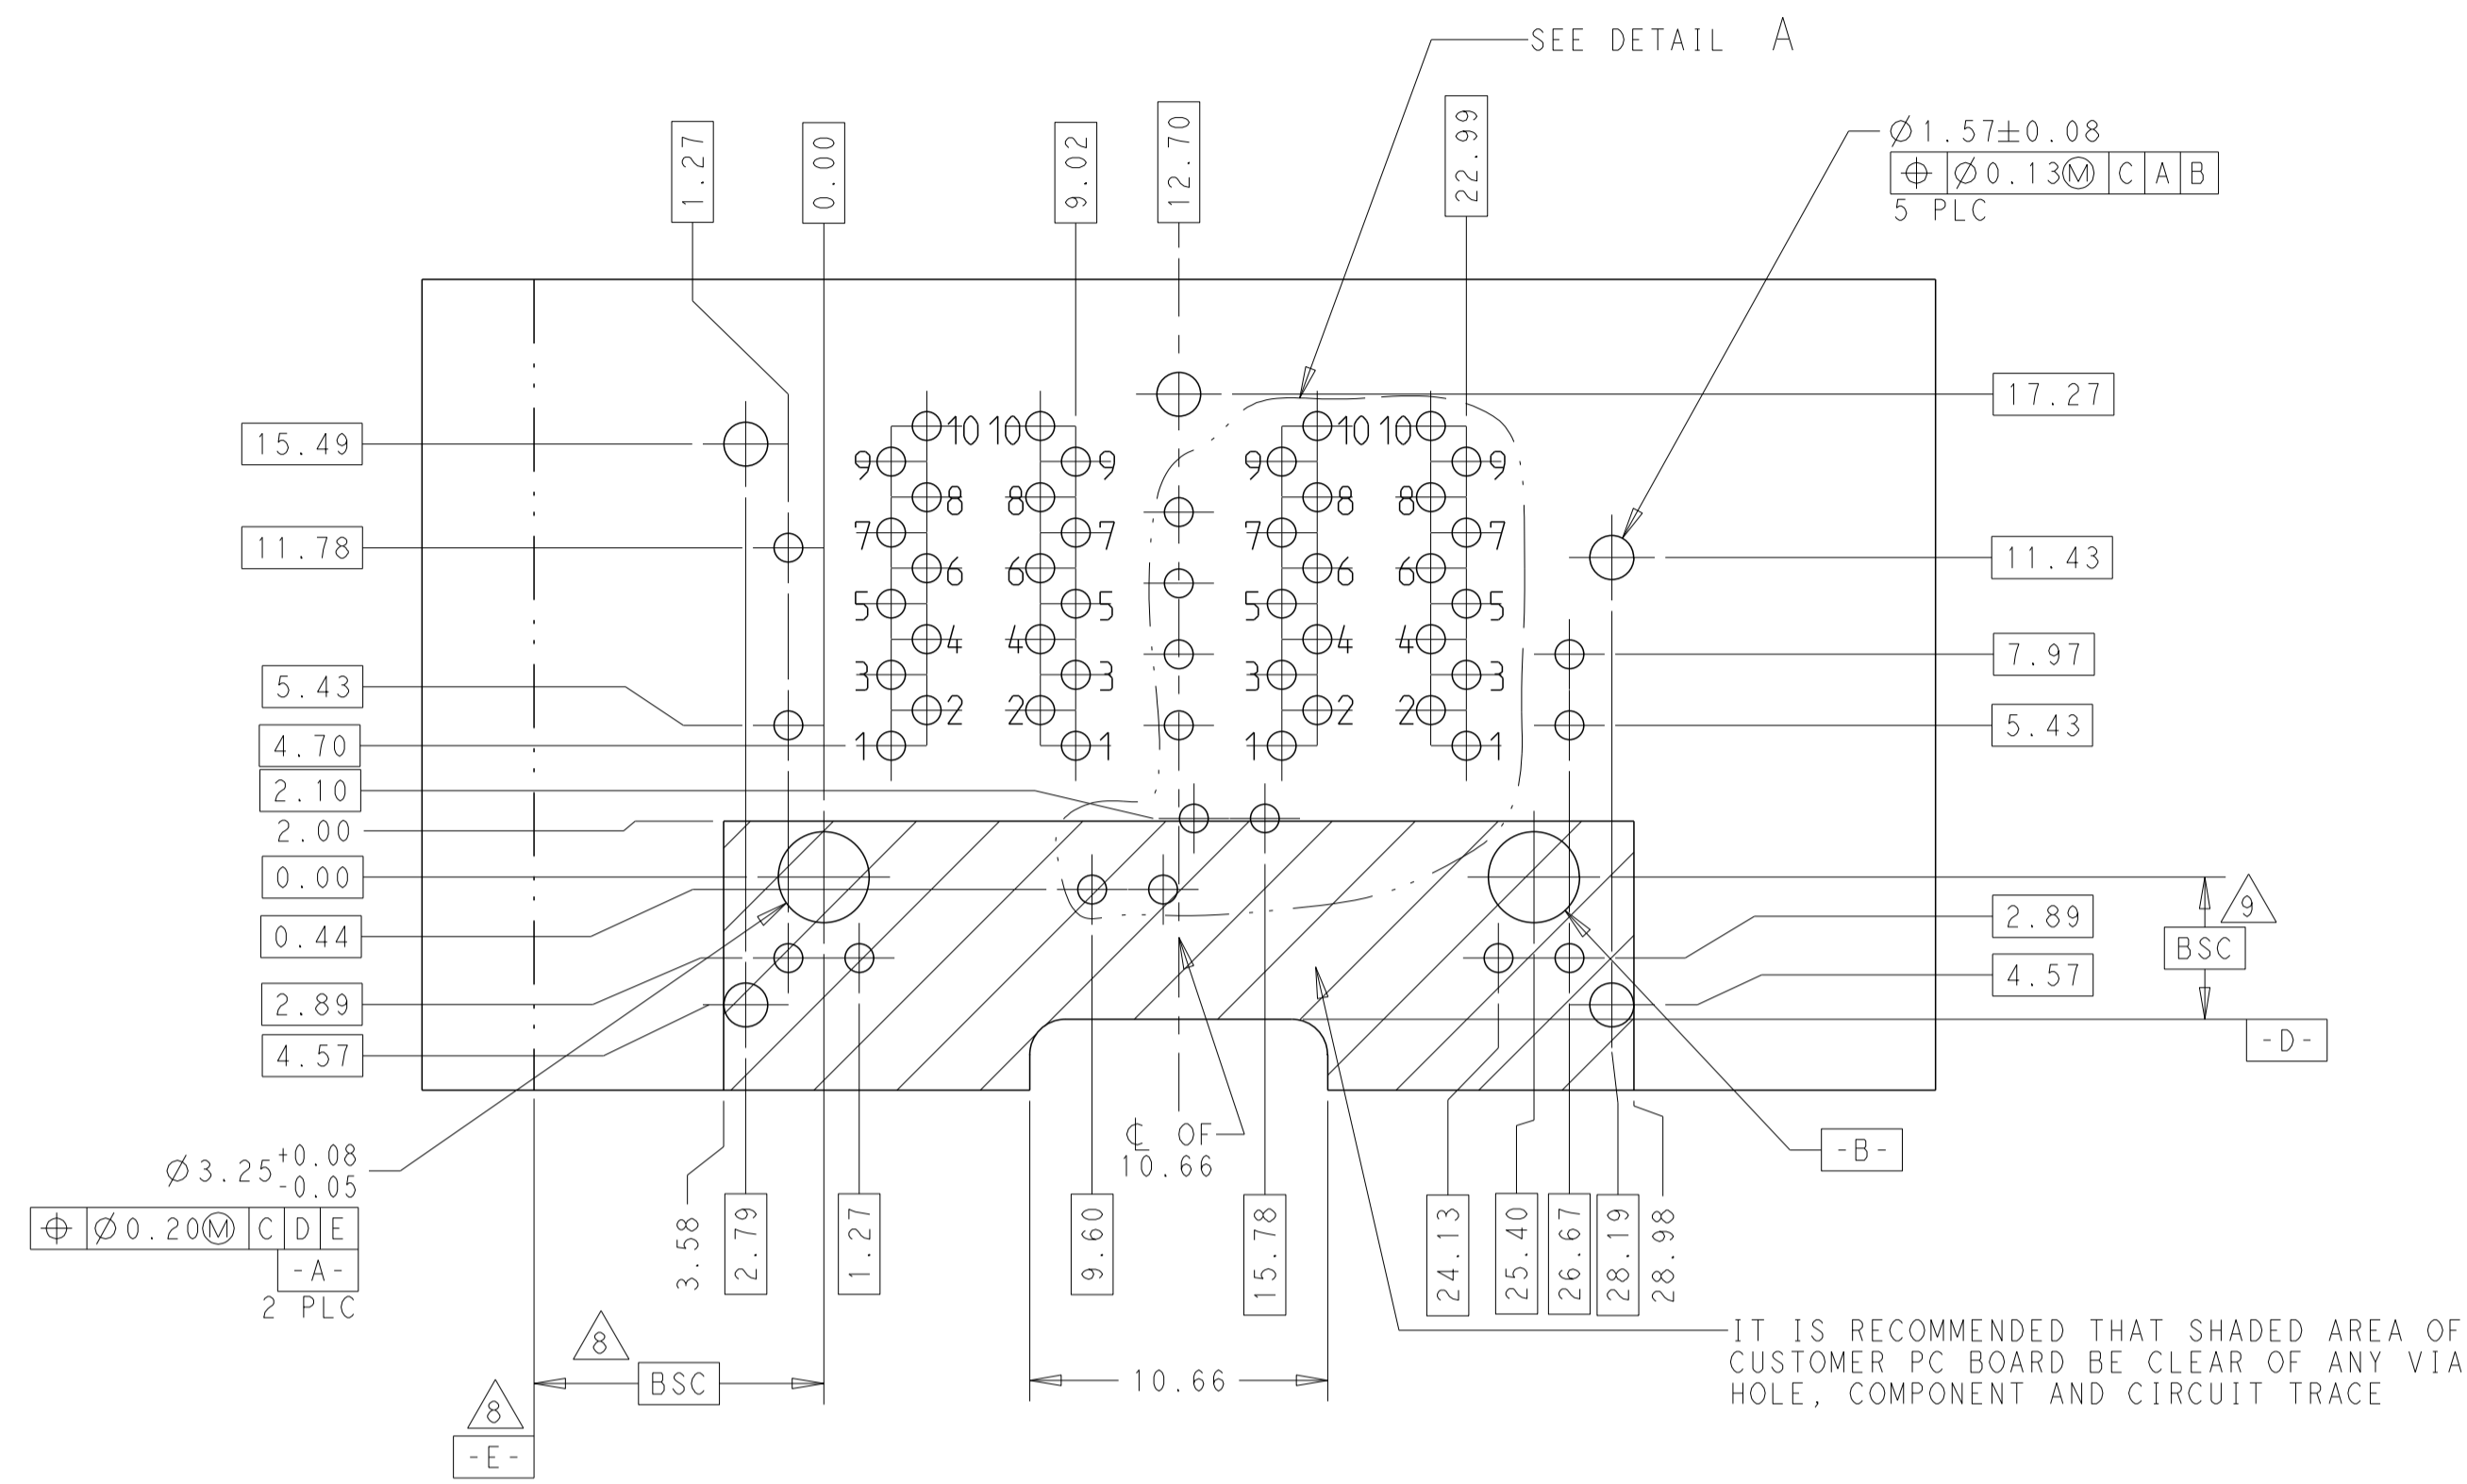 SEE DETAIL A
1.27
0.00
9.02
12.70
22.99
Ø1.57±0.08
⌖ Ø0.13Ⓜ C A B
5 PLC
15.49
11.78
5.43
4.70
2.10
2.00
0.00
0.44
2.89
4.57
17.27
11.43
7.97
5.43
2.89
4.57
10 10 10 10
9 9 9 9
8 8 8 8
7 7 7 7
6 6 6 6
5 5 5 5
4 4 4 4
3 3 3 3
2 2 2 2
1 1 1 1
9
BSC
-D-
-B-
Ø3.25 +0.08
-0.05
⌖ Ø0.20Ⓜ C D E
-A-
2 PLC
℄ OF
10.66
3.58
2.79
1.27
9.60
15.78
24.13
25.40
26.67
28.19
28.98
8
BSC
8
-E-
10.66
IT IS RECOMMENDED THAT SHADED AREA OF
CUSTOMER PC BOARD BE CLEAR OF ANY VIA
HOLE, COMPONENT AND CIRCUIT TRACE